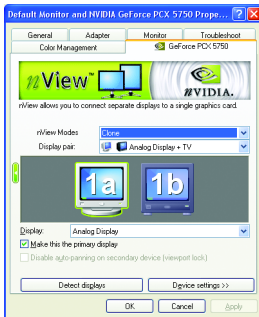 Default Monitor and NVIDIA GeForce PCX 5750 Prope...
General Adapter Monitor Troubleshoot
Color Management GeForce PCX 5750
nView™ nVIDIA.
nView allows you to connect separate displays to a single graphics card.
nView Modes Clone
Display pair: Analog Display + TV
1a 1b
Display: Analog Display
Make this the primary display
Disable auto-panning on secondary device (viewport lock)
Detect displays Device settings >>
OK Cancel Apply